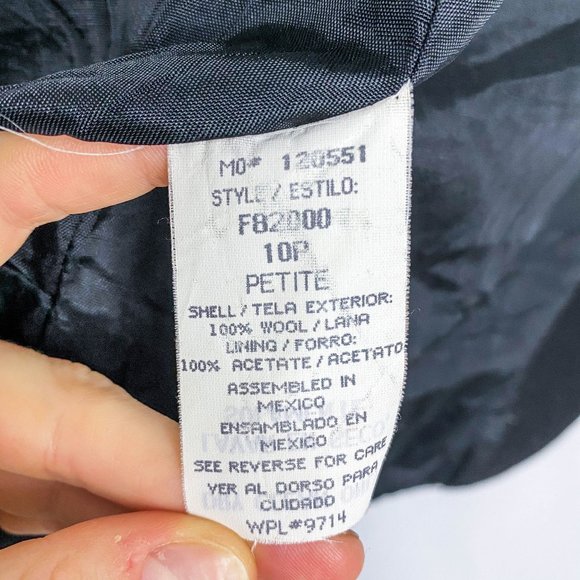 MO# 120551
STYLE/ESTILO:
F82000
10P
PETITE
SHELL/TELA EXTERIOR:
100% WOOL/LANA
LINING/FORRO:
100% ACETATE/ACETATO
ASSEMBLED IN
MEXICO
ENSAMBLADO EN
MEXICO
SEE REVERSE FOR CARE
VER AL DORSO PARA
CUIDADO
WPL#9714